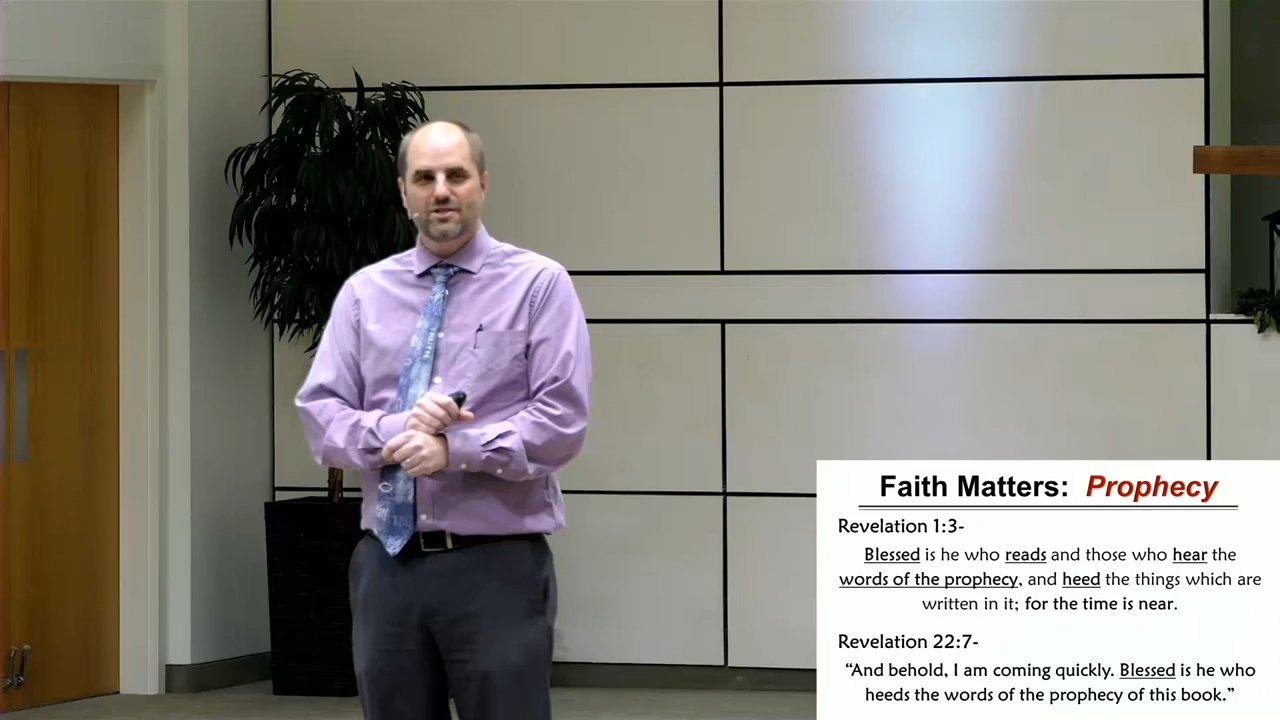 Faith Matters: Prophecy
Revelation 1:3-
Blessed is he who reads and those who hear the
words of the prophecy, and heed the things which are
written in it; for the time is near.
Revelation 22:7-
“And behold, I am coming quickly. Blessed is he who
heeds the words of the prophecy of this book.”